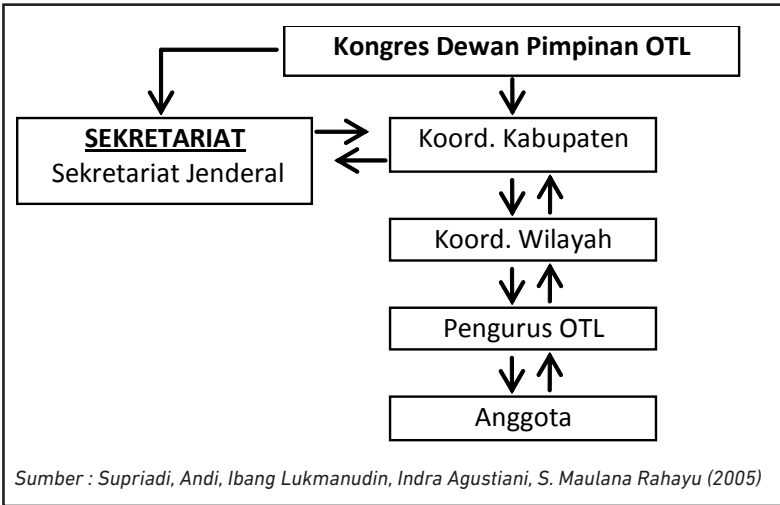 Kongres Dewan Pimpinan OTL
SEKRETARIAT
Sekretariat Jenderal
Koord. Kabupaten
Koord. Wilayah
Pengurus OTL
Anggota
Sumber : Supriadi, Andi, Ibang Lukmanudin, Indra Agustiani, S. Maulana Rahayu (2005)